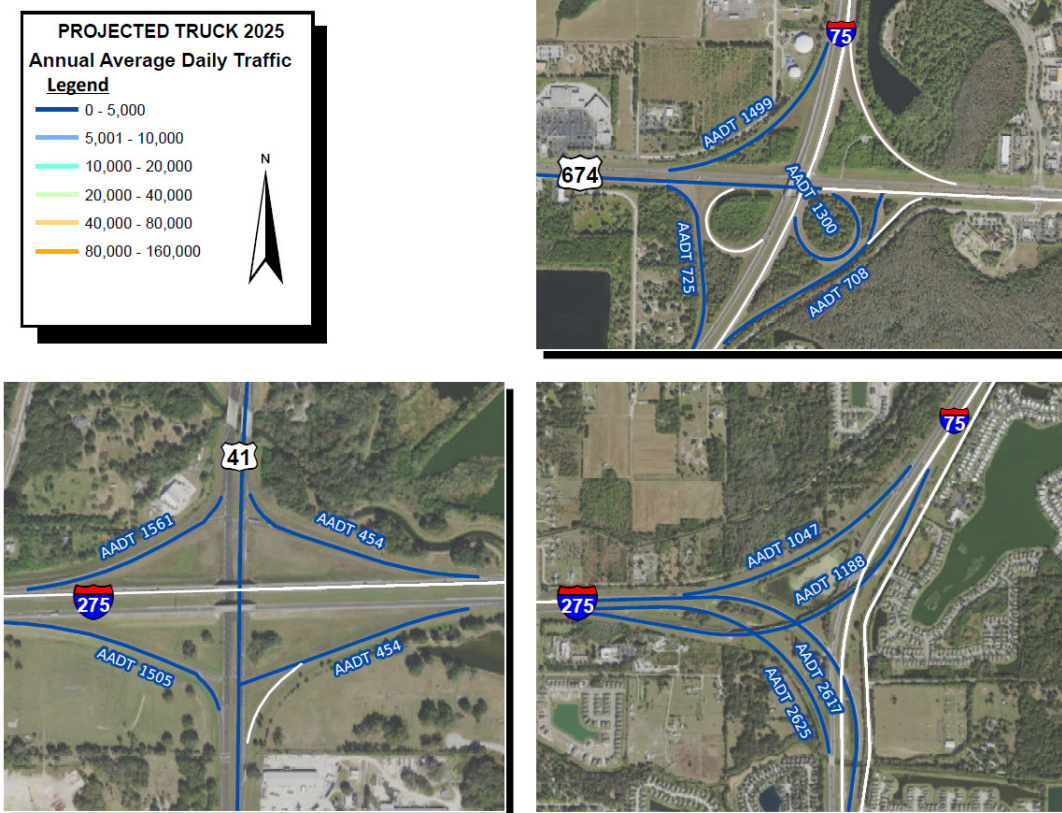 PROJECTED TRUCK 2025
Annual Average Daily Traffic
Legend
0 - 5,000
5,001 - 10,000
10,000 - 20,000
20,000 - 40,000
40,000 - 80,000
80,000 - 160,000
N
75
AADT 1499
674
AADT 1300
AADT 725
AADT 708
41
AADT 1561
AADT 454
275
AADT 1505
AADT 454
75
AADT 1047
AADT 1188
275
AADT 2617
AADT 2625